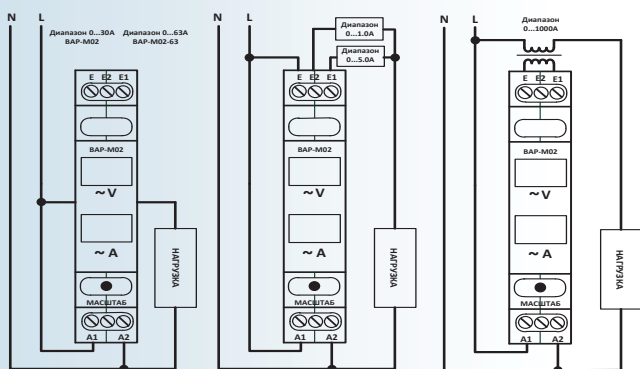 N L
Диапазон 0...30А
ВАР-М02
Диапазон 0...63А
ВАР-М02-63
E E2 E1
ВАР-М02
~ V
~ A
МАСШТАБ
A1 A2
НАГРУЗКА
N L
Диапазон
0...1.0А
Диапазон
0...5.0А
E E2 E1
ВАР-М02
~ V
~ A
МАСШТАБ
A1 A2
НАГРУЗКА
N L
Диапазон
0...1000А
E E2 E1
ВАР-М02
~ V
~ A
МАСШТАБ
A1 A2
НАГРУЗКА